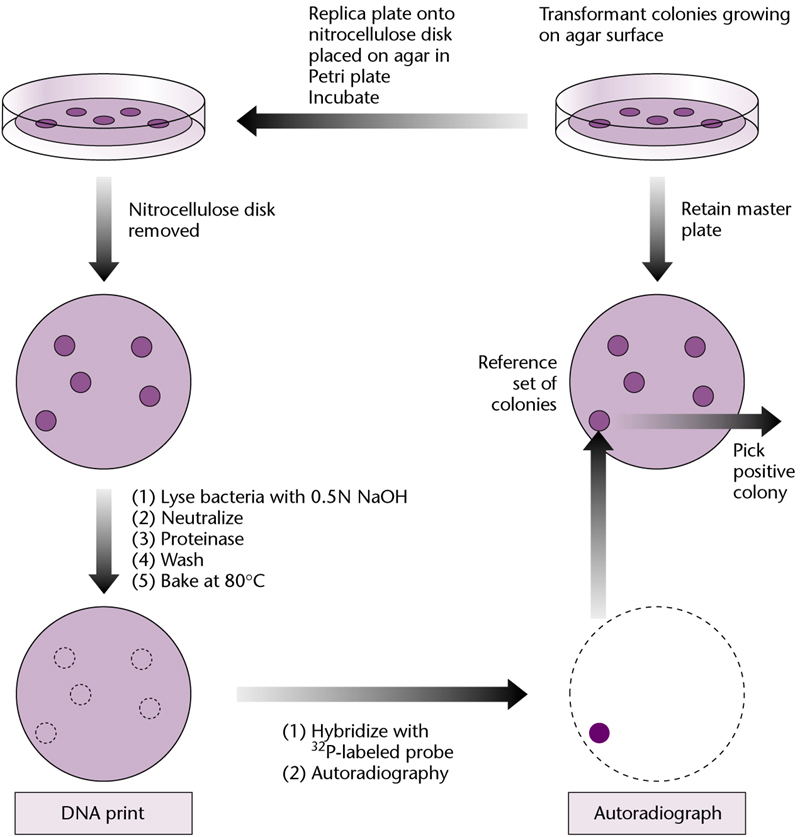 Replica plate onto
nitrocellulose disk
placed on agar in
Petri plate
Incubate
Transformant colonies growing
on agar surface
Nitrocellulose disk
removed
Retain master
plate
Reference
set of
colonies
Pick
positive
colony
(1) Lyse bacteria with 0.5N NaOH
(2) Neutralize
(3) Proteinase
(4) Wash
(5) Bake at 80°C
(1) Hybridize with
³²P-labeled probe
(2) Autoradiography
DNA print
Autoradiograph